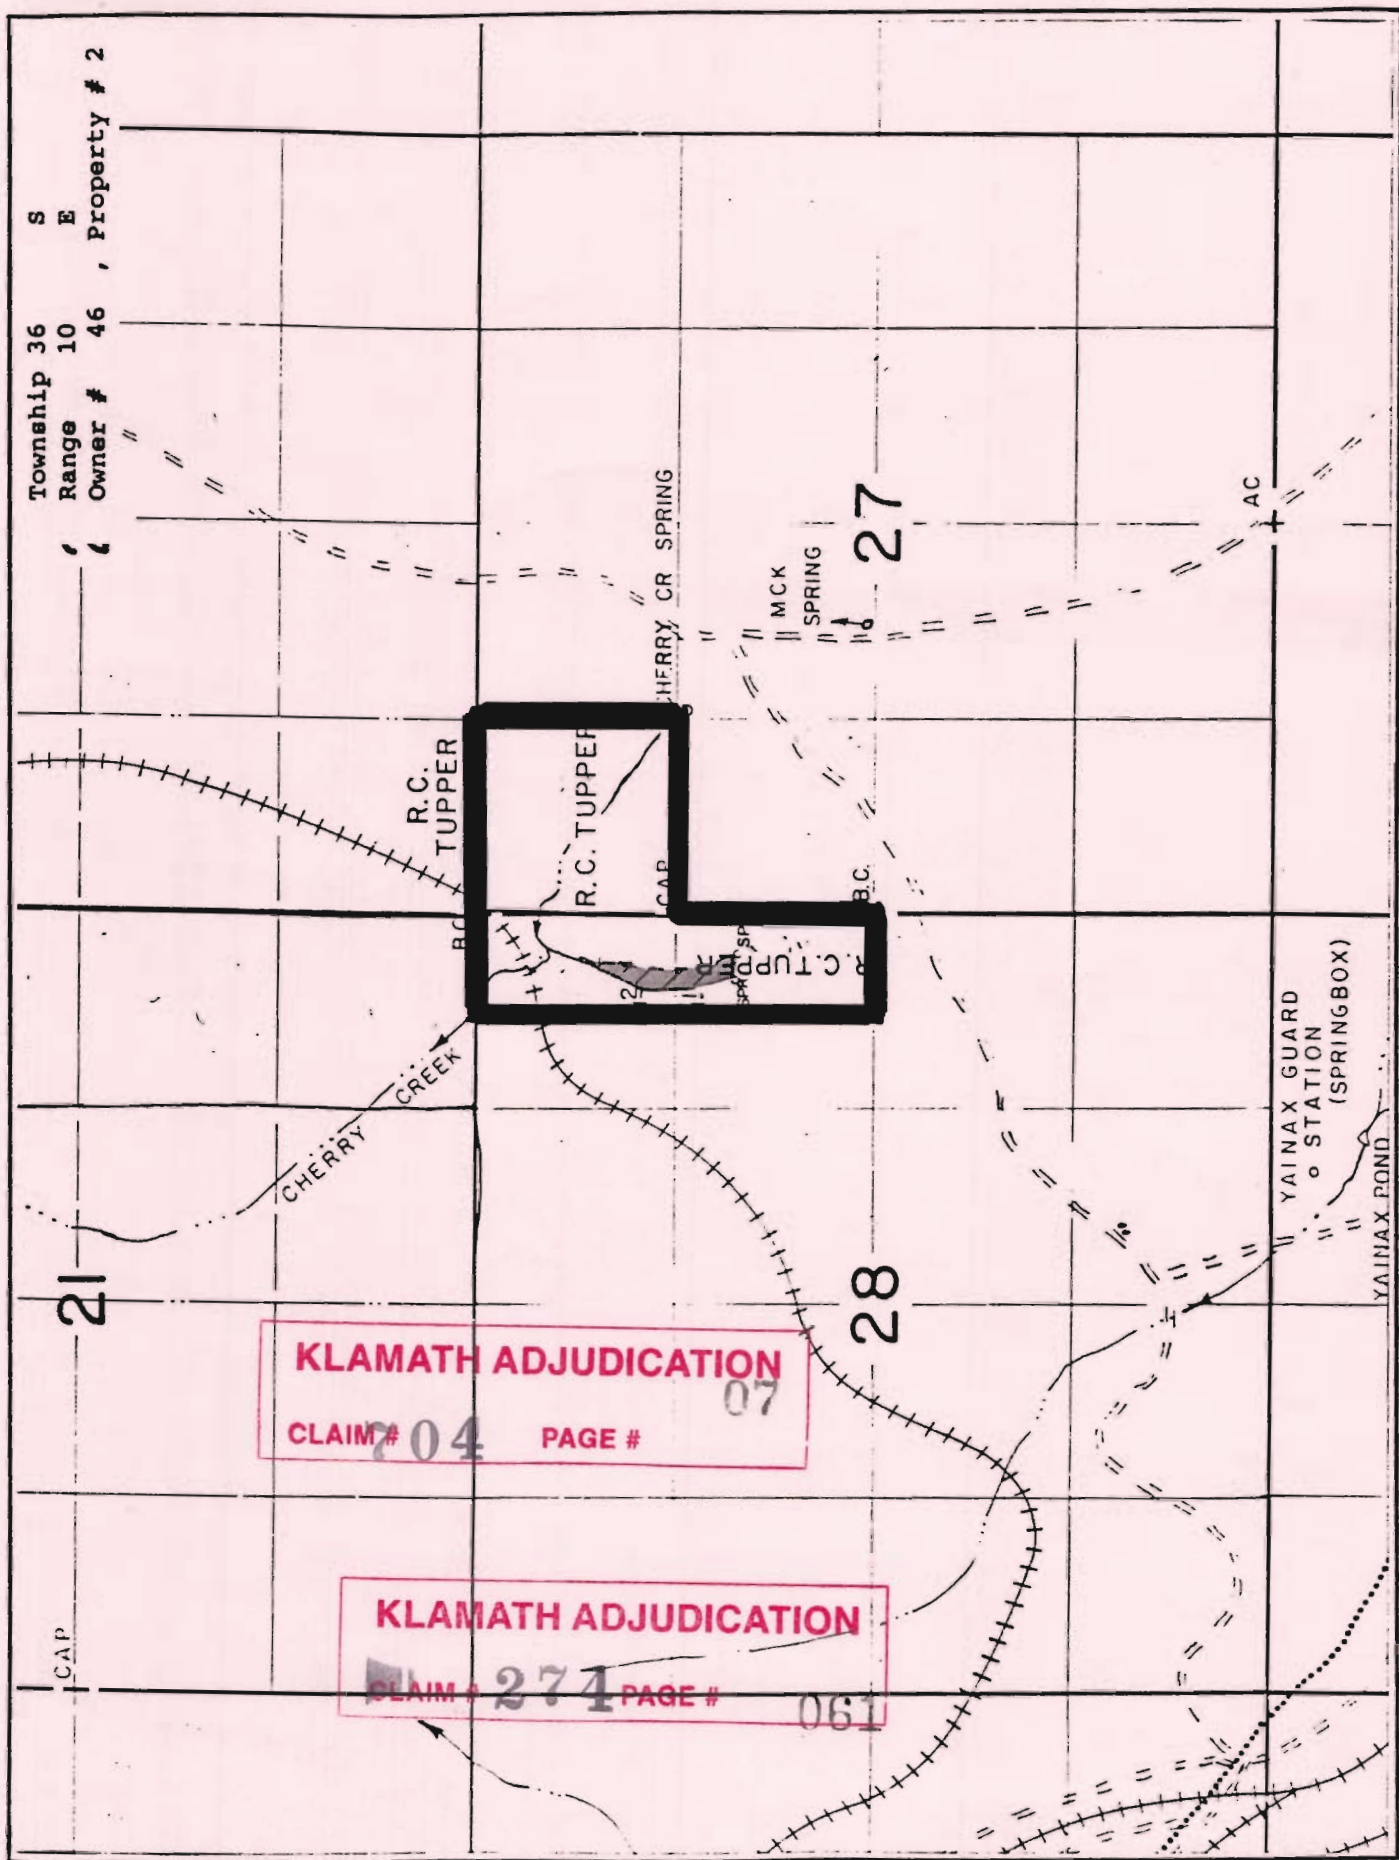 Township 36 S
Range 10 E
Owner # 46 , Property # 2
R.C.
TUPPER
R.C. TUPPER
R.C. TUPPER
CHERRY CR SPRING
MCK
SPRING
27
AC
CAP
B.C.
B.C.
CHERRY CREEK
21
28
YAINAX GUARD
STATION
(SPRINGBOX)
YAINAX POND
CAP
KLAMATH ADJUDICATION
07
CLAIM # 704 PAGE #
KLAMATH ADJUDICATION
CLAIM # 274 PAGE # 061